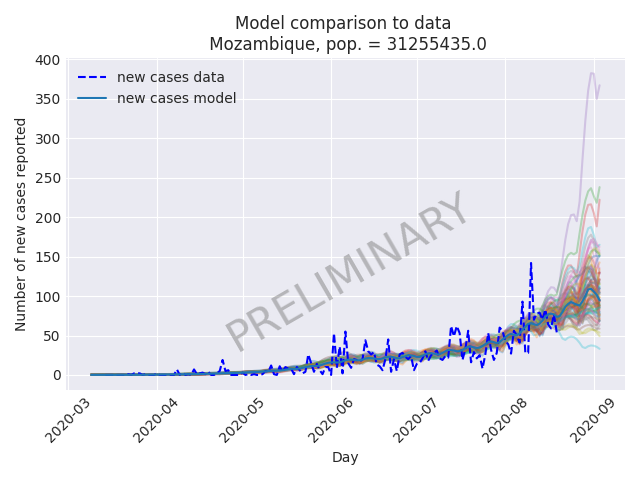 Model comparison to data
Mozambique, pop. = 31255435.0
new cases data
new cases model
PRELIMINARY
Number of new cases reported
400
350
300
250
200
150
100
50
0
2020-03
2020-04
2020-05
2020-06
2020-07
2020-08
2020-09
Day